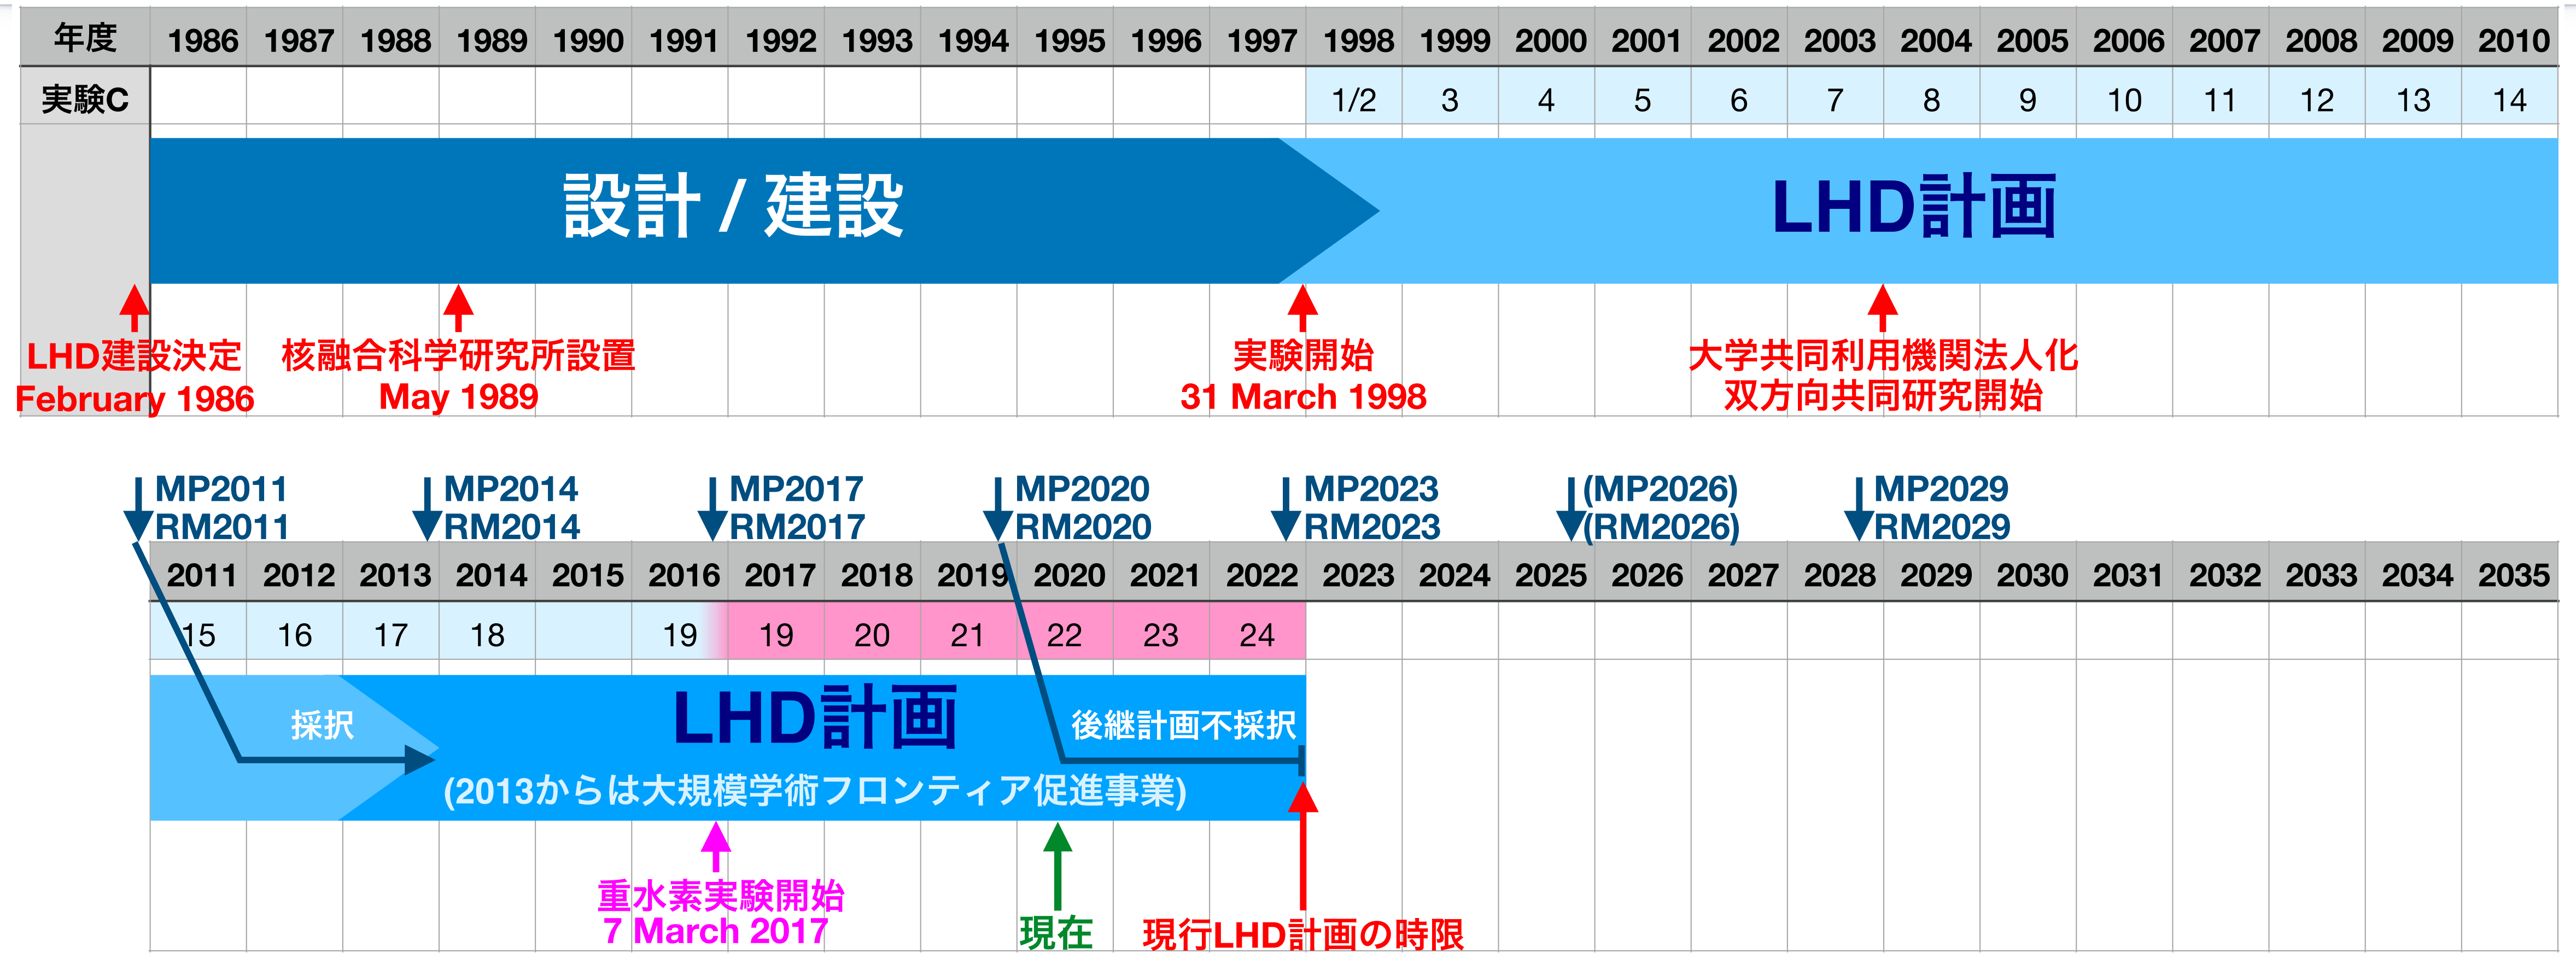 年度 1986 1987 1988 1989 1990 1991 1992 1993 1994 1995 1996 1997 1998 1999 2000 2001 2002 2003 2004 2005 2006 2007 2008 2009 2010
実験C 1/2 3 4 5 6 7 8 9 10 11 12 13 14
設計 / 建設
LHD計画
LHD建設決定
February 1986
核融合科学研究所設置
May 1989
実験開始
31 March 1998
大学共同利用機関法人化
双方向共同研究開始
MP2011
RM2011
MP2014
RM2014
MP2017
RM2017
MP2020
RM2020
MP2023
RM2023
(MP2026)
(RM2026)
MP2029
RM2029
2011 2012 2013 2014 2015 2016 2017 2018 2019 2020 2021 2022 2023 2024 2025 2026 2027 2028 2029 2030 2031 2032 2033 2034 2035
15 16 17 18 19 19 20 21 22 23 24
採択
LHD計画
(2013からは大規模学術フロンティア促進事業)
後継計画不採択
重水素実験開始
7 March 2017
現在
現行LHD計画の時限